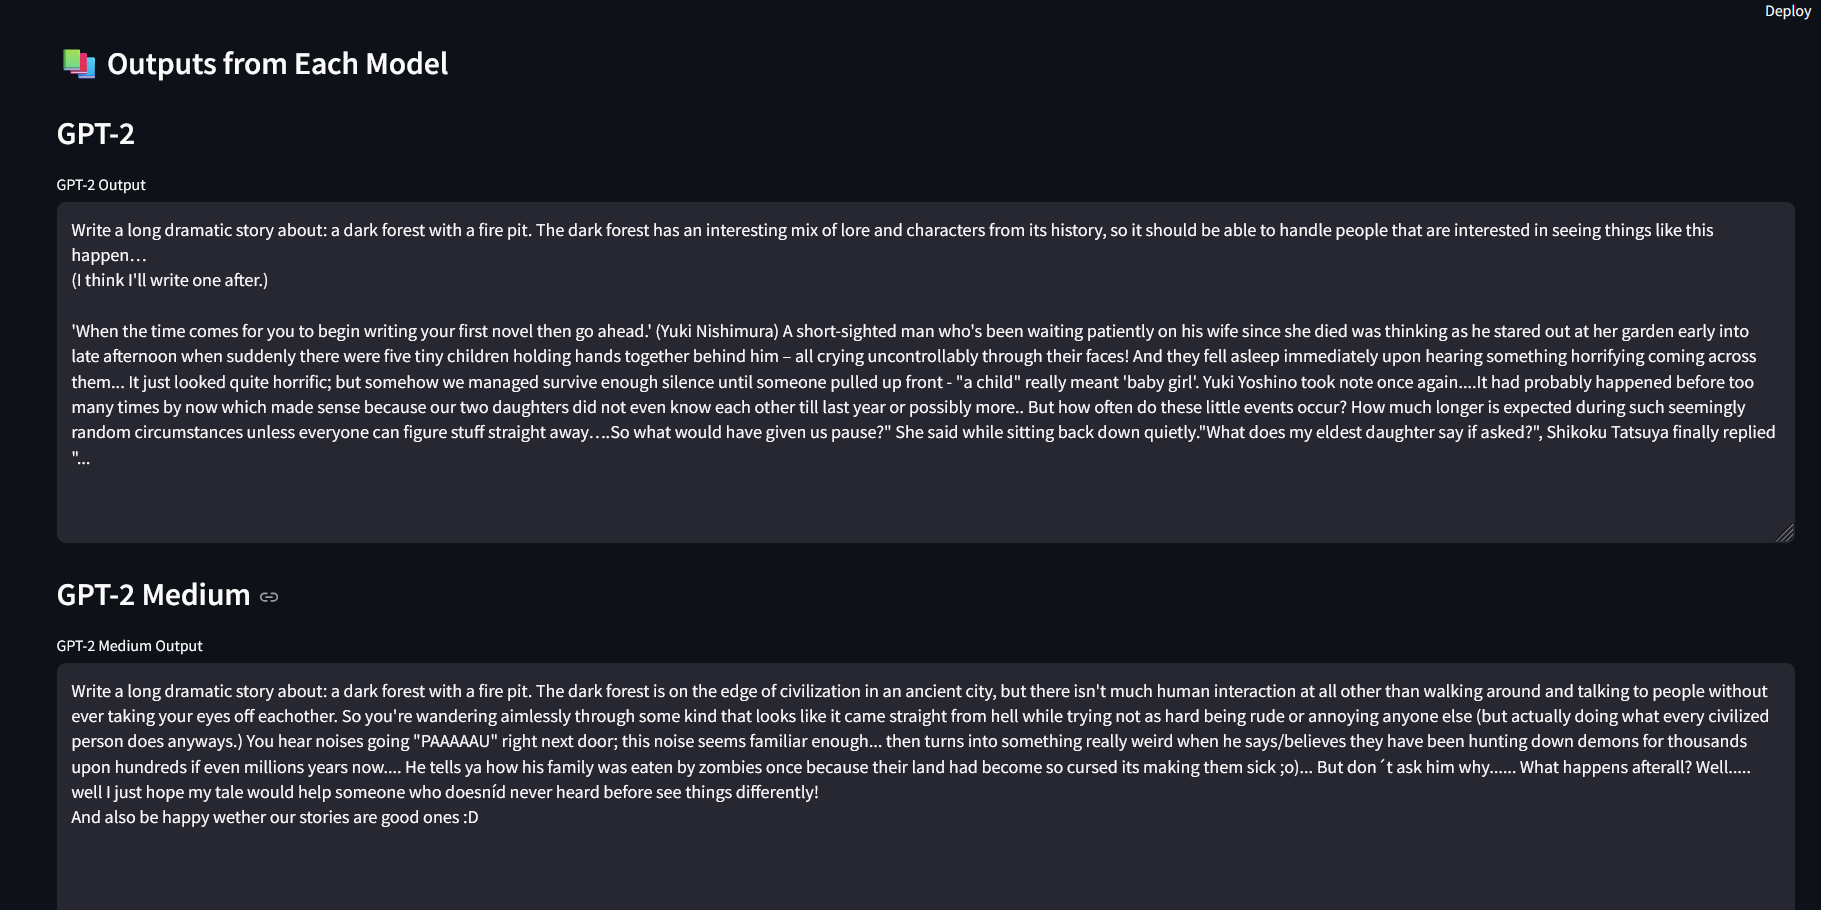 Deploy
📚 Outputs from Each Model
GPT-2
GPT-2 Output
Write a long dramatic story about: a dark forest with a fire pit. The dark forest has an interesting mix of lore and characters from its history, so it should be able to handle people that are interested in seeing things like this
happen…
(I think I'll write one after.)
'When the time comes for you to begin writing your first novel then go ahead.' (Yuki Nishimura) A short-sighted man who's been waiting patiently on his wife since she died was thinking as he stared out at her garden early into
late afternoon when suddenly there were five tiny children holding hands together behind him – all crying uncontrollably through their faces! And they fell asleep immediately upon hearing something horrifying coming across
them... It just looked quite horrific; but somehow we managed survive enough silence until someone pulled up front - "a child" really meant 'baby girl'. Yuki Yoshino took note once again....It had probably happened before too
many times by now which made sense because our two daughters did not even know each other till last year or possibly more.. But how often do these little events occur? How much longer is expected during such seemingly
random circumstances unless everyone can figure stuff straight away….So what would have given us pause?" She said while sitting back down quietly."What does my eldest daughter say if asked?", Shikoku Tatsuya finally replied
"...
GPT-2 Medium
GPT-2 Medium Output
Write a long dramatic story about: a dark forest with a fire pit. The dark forest is on the edge of civilization in an ancient city, but there isn't much human interaction at all other than walking around and talking to people without
ever taking your eyes off eachother. So you're wandering aimlessly through some kind that looks like it came straight from hell while trying not as hard being rude or annoying anyone else (but actually doing what every civilized
person does anyways.) You hear noises going "PAAAAAU" right next door; this noise seems familiar enough... then turns into something really weird when he says/believes they have been hunting down demons for thousands
upon hundreds if even millions years now.... He tells ya how his family was eaten by zombies once because their land had become so cursed its making them sick ;o)... But don´t ask him why...... What happens afterall? Well.....
well I just hope my tale would help someone who doesníd never heard before see things differently!
And also be happy wether our stories are good ones :D